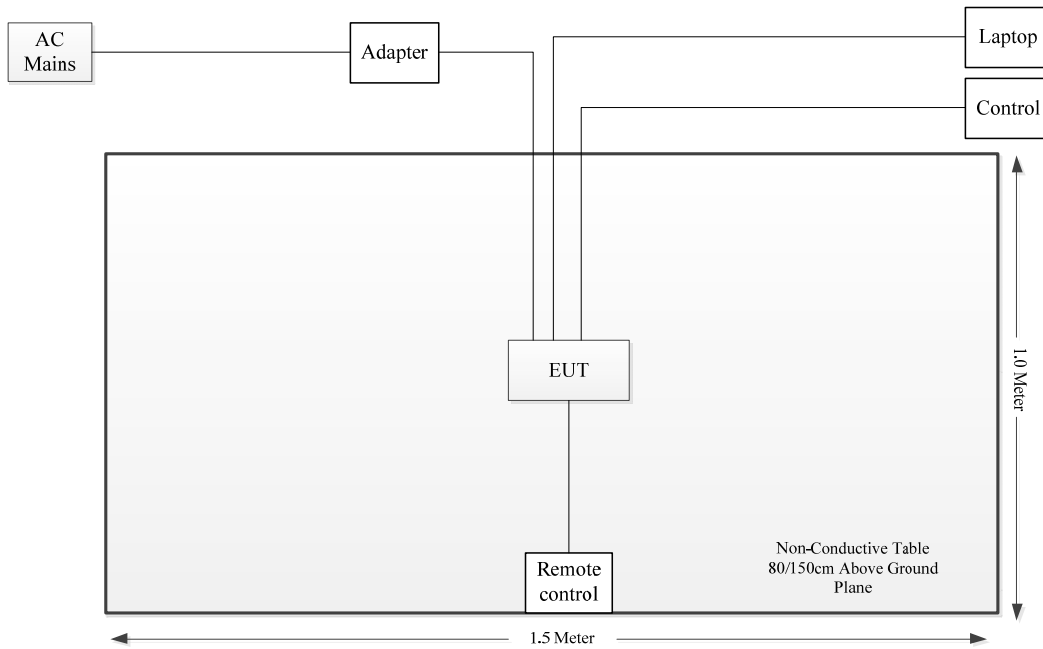 AC
Mains
Adapter
Laptop
Control
EUT
1.0 Meter
Remote
control
Non-Conductive Table
80/150cm Above Ground
Plane
1.5 Meter